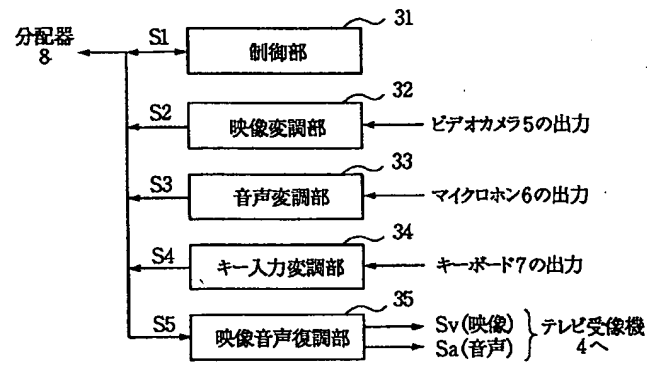 分配器
8
S1
制御部
31
S2
映像変調部
32
ビデオカメラ5の出力
S3
音声変調部
33
マイクロホン6の出力
S4
キー入力変調部
34
キーボード7の出力
S5
映像音声復調部
35
Sv(映像)
Sa(音声)
テレビ受像機
4へ